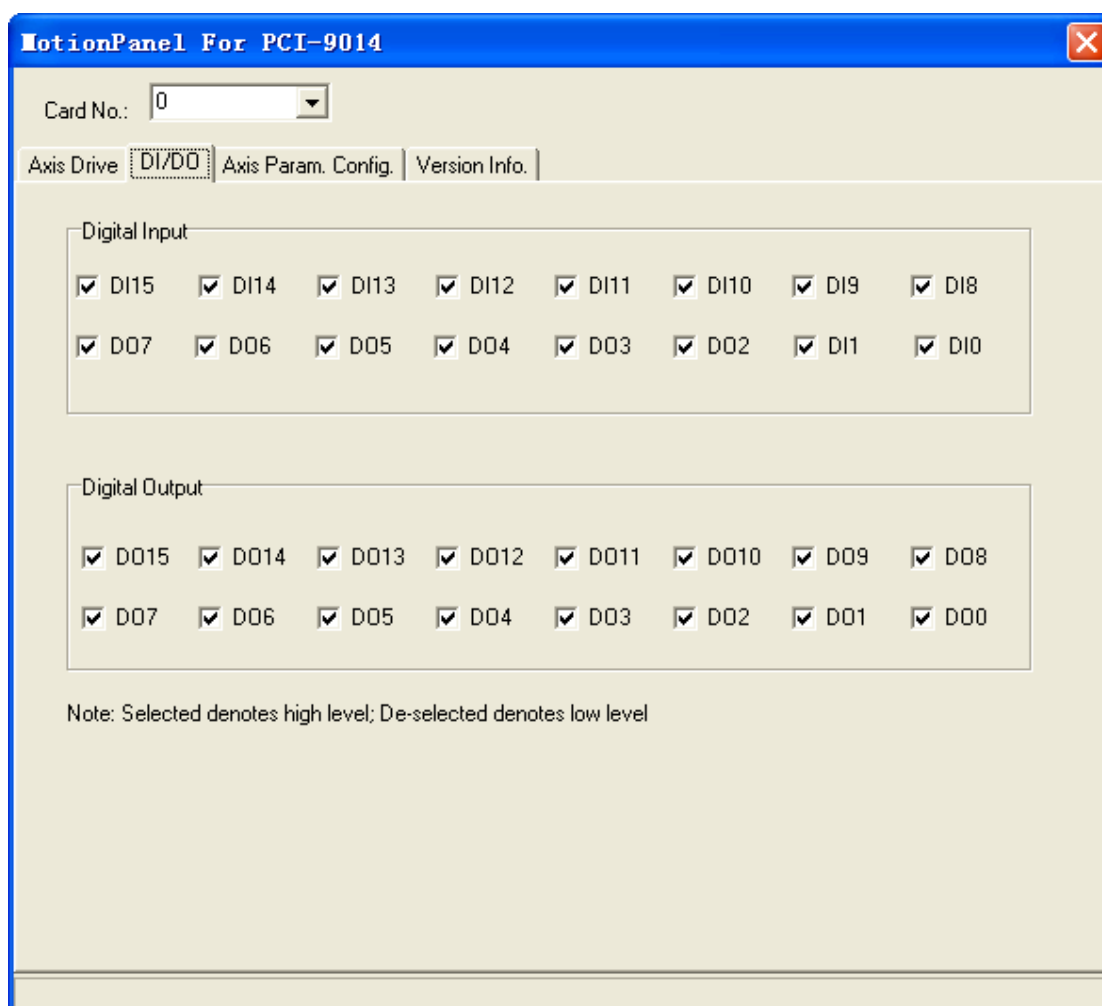 MotionPanel For PCI-9014
Card No.: 0
Axis Drive DI/DO Axis Param. Config. Version Info.
Digital Input
DI15 DI14 DI13 DI12 DI11 DI10 DI9 DI8
DO7 DO6 DO5 DO4 DO3 DO2 DI1 DI0
Digital Output
DO15 DO14 DO13 DO12 DO11 DO10 DO9 DO8
DO7 DO6 DO5 DO4 DO3 DO2 DO1 DO0
Note: Selected denotes high level; De-selected denotes low level